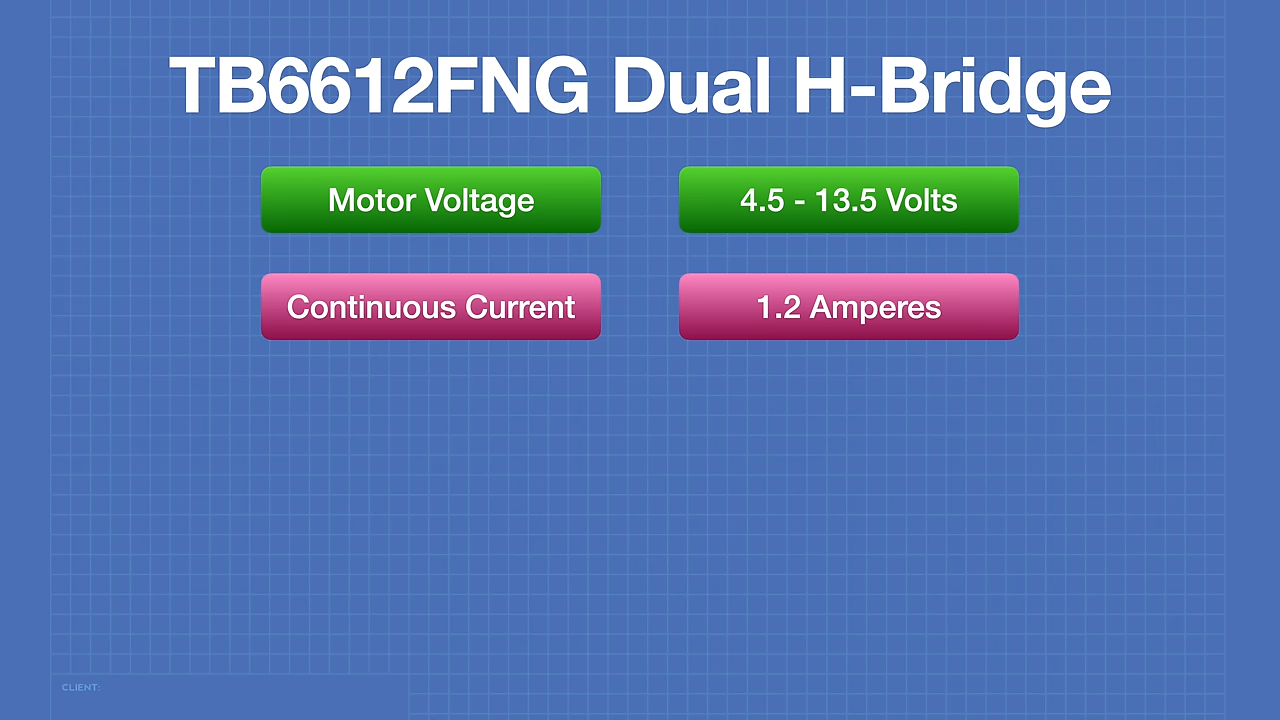 TB6612FNG Dual H-Bridge
Motor Voltage
4.5 - 13.5 Volts
Continuous Current
1.2 Amperes
CLIENT: